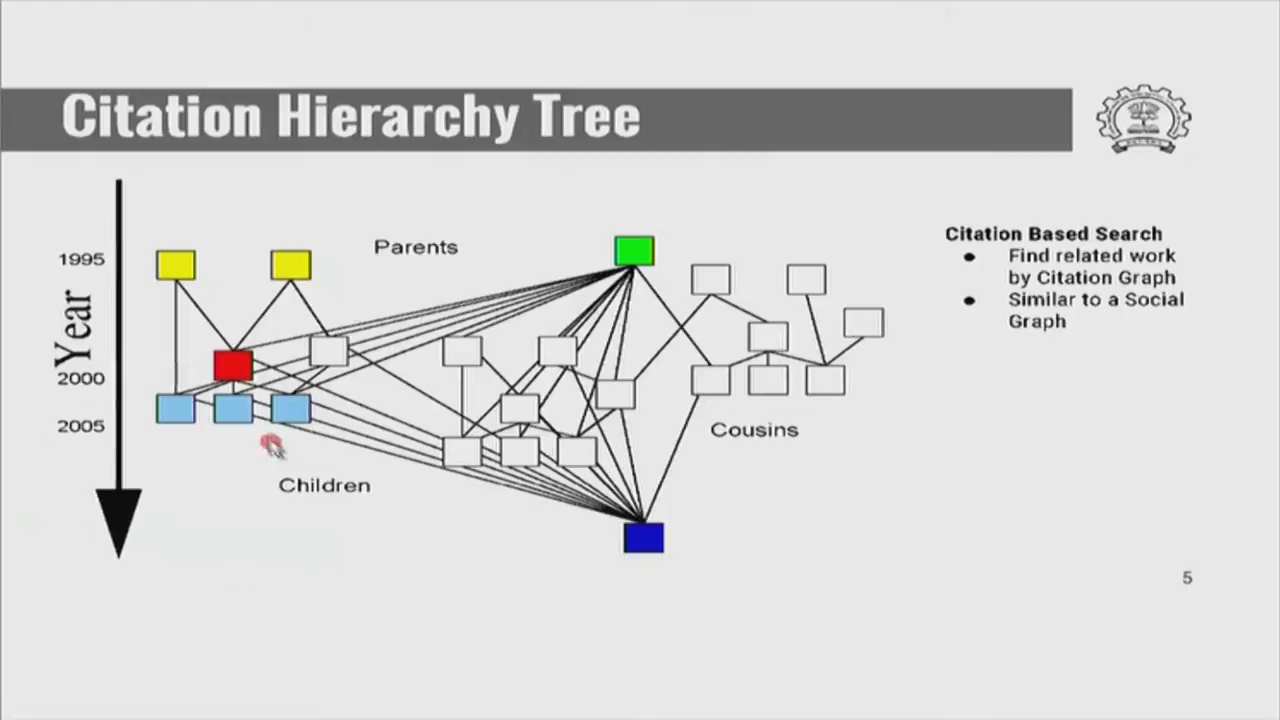 Citation Hierarchy Tree
Year
1995
2000
2005
Parents
Children
Cousins
Citation Based Search
● Find related work
by Citation Graph
● Similar to a Social
Graph
5